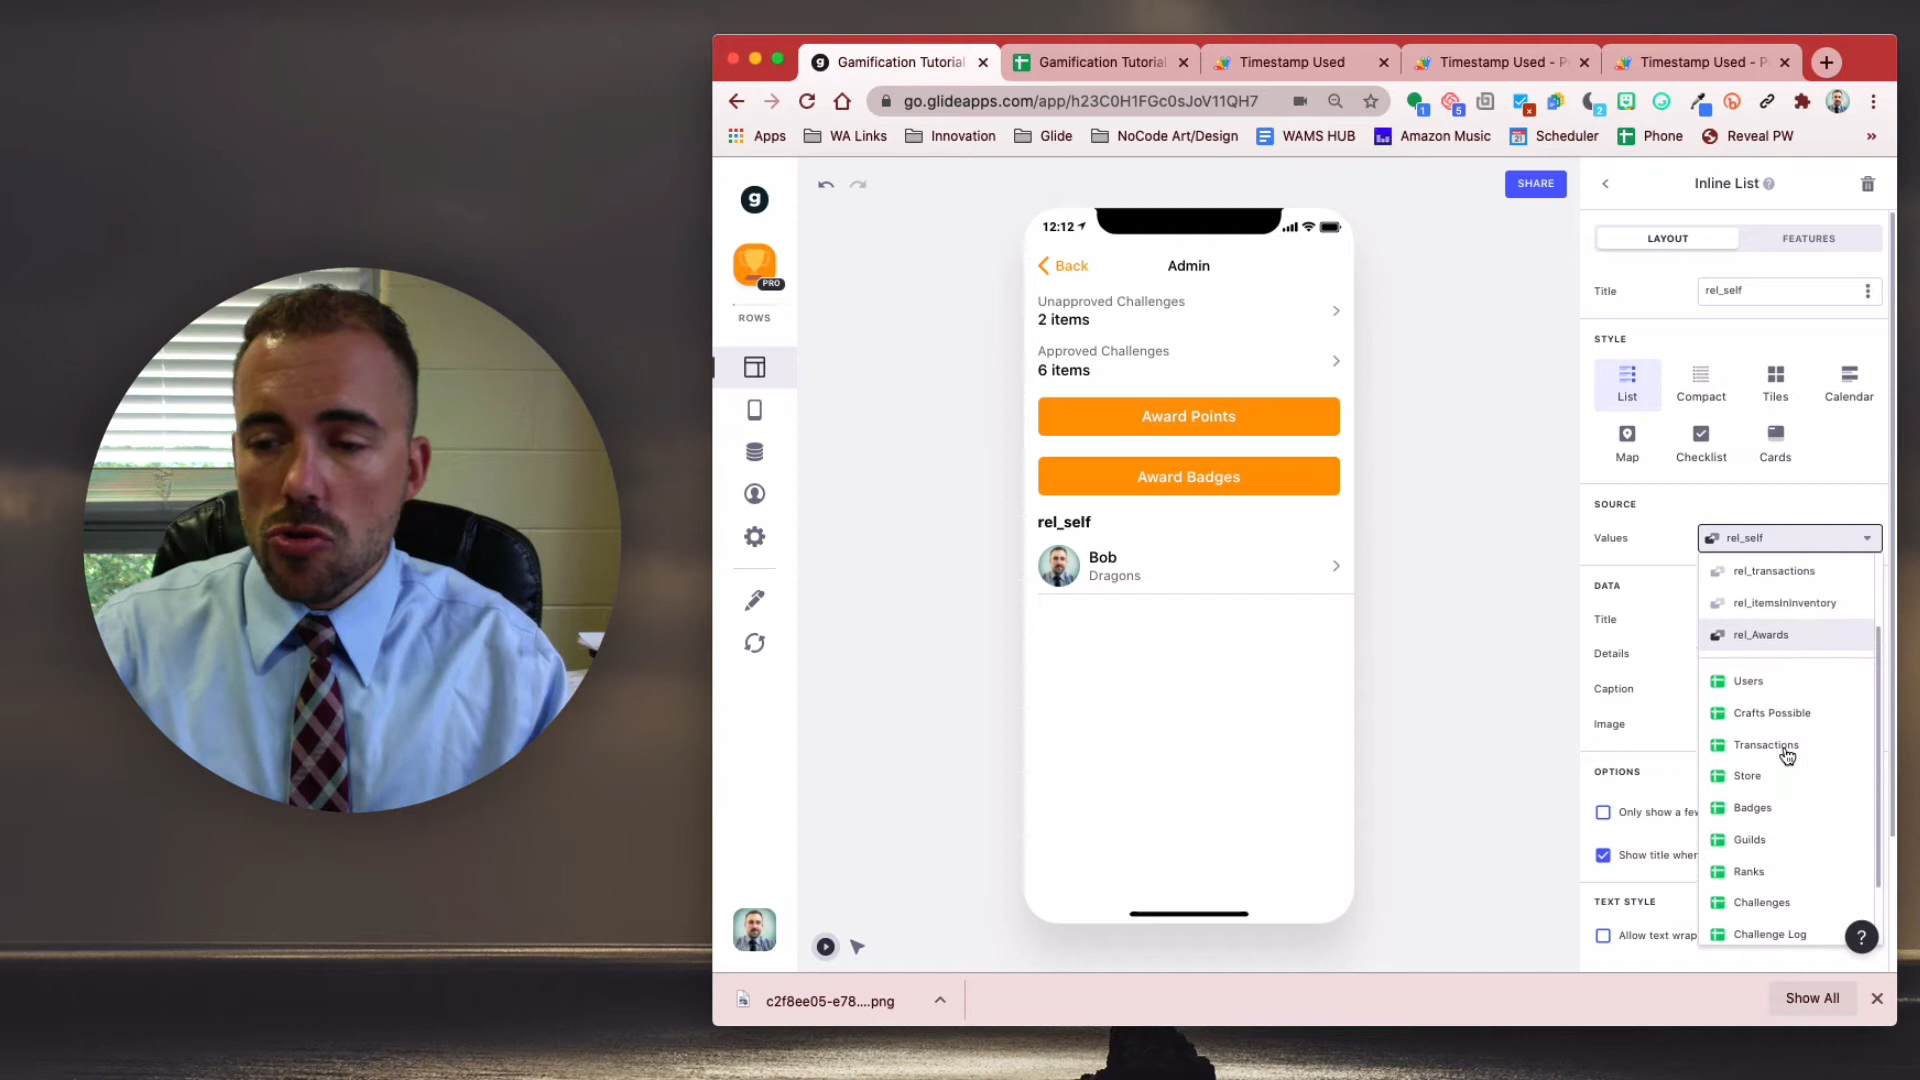 Gamification Tutorial
Gamification Tutorial
Timestamp Used
Timestamp Used - P
Timestamp Used - P
go.glideapps.com/app/h23C0H1FGc0sJoV11QH7
1
5
2
Apps
WA Links
Innovation
Glide
NoCode Art/Design
WAMS HUB
Amazon Music
Scheduler
Phone
Reveal PW
»
g
PRO
ROWS
SHARE
12:12
Back
Admin
Unapproved Challenges
2 items
Approved Challenges
6 items
Award Points
Award Badges
rel_self
Bob
Dragons
Inline List
LAYOUT
FEATURES
Title
rel_self
STYLE
List
Compact
Tiles
Calendar
Map
Checklist
Cards
SOURCE
Values
rel_self
rel_transactions
rel_itemsInInventory
rel_Awards
Users
Crafts Possible
Transactions
Store
Badges
Guilds
Ranks
Challenges
Challenge Log
DATA
Title
Details
Caption
Image
OPTIONS
Only show a few
Show title when
TEXT STYLE
Allow text wrap
?
c2f8ee05-e78....png
Show All